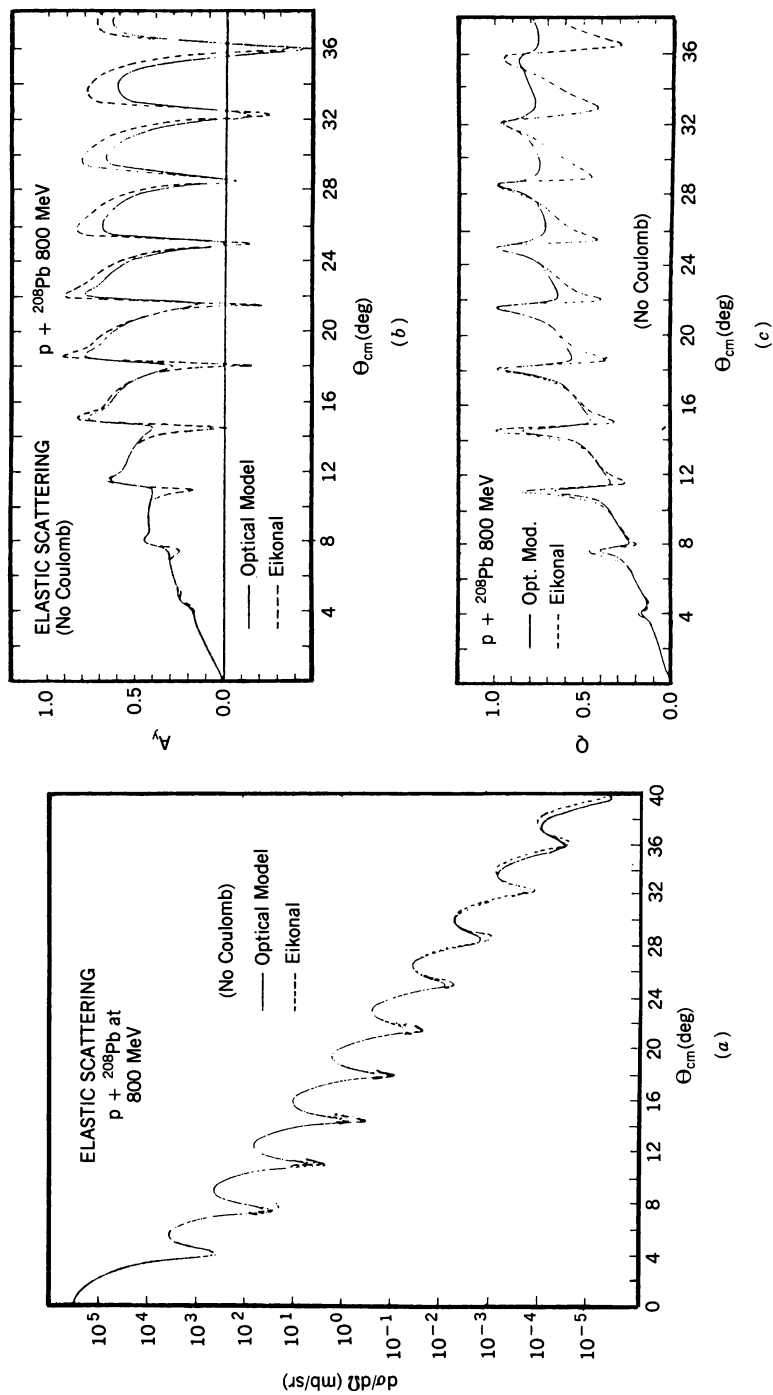 ELASTIC SCATTERING
p + ²⁰⁸Pb at
800 MeV
(No Coulomb)
Optical Model
Eikonal
dσ/dΩ (mb/sr)
10⁵
10⁴
10³
10²
10¹
10⁰
10⁻¹
10⁻²
10⁻³
10⁻⁴
10⁻⁵
0 4 8 12 16 20 24 28 32 36 40
Θcm(deg)
(a)
ELASTIC SCATTERING
(No Coulomb)
p + ²⁰⁸Pb 800 MeV
Optical Model
Eikonal
Ay
1.0
0.5
0.0
4 8 12 16 20 24 28 32 36
Θcm(deg)
(b)
p + ²⁰⁸Pb 800 MeV
Opt. Mod.
Eikonal
(No Coulomb)
Q
1.0
0.5
0.0
4 8 12 16 20 24 28 32 36
Θcm(deg)
(c)